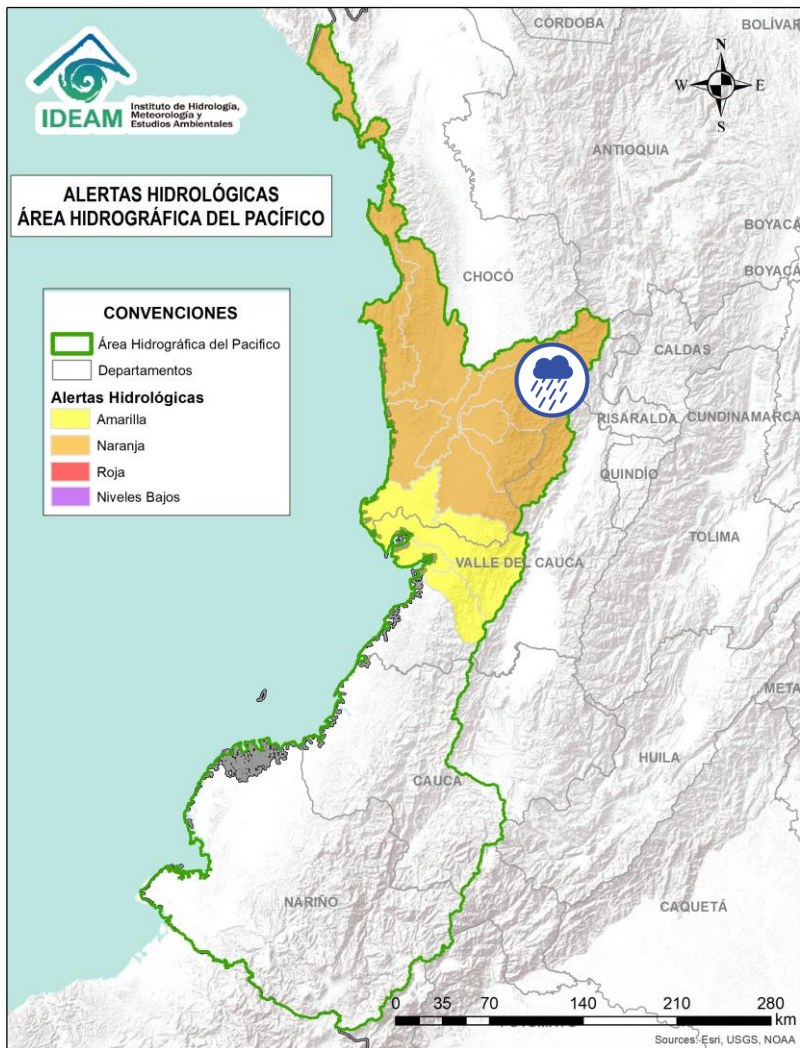 CÓRDOBA
BOLÍVAR
N
W
E
S
IDEAM
Instituto de Hidrología,
Meteorología y
Estudios Ambientales
ANTIOQUIA
ALERTAS HIDROLÓGICAS
ÁREA HIDROGRÁFICA DEL PACÍFICO
BOYACÁ
BOYACÁ
CHOCÓ
CONVENCIONES
Área Hidrográfica del Pacifico
Departamentos
Alertas Hidrológicas
Amarilla
Naranja
Roja
Niveles Bajos
CALDAS
RISARALDA
CUNDINAMARCA
QUINDÍO
TOLIMA
VALLE DEL CAUCA
META
HUILA
CAUCA
NARIÑO
CAQUETÁ
0 35 70 140 210 280
km
Sources: Esri, USGS, NOAA